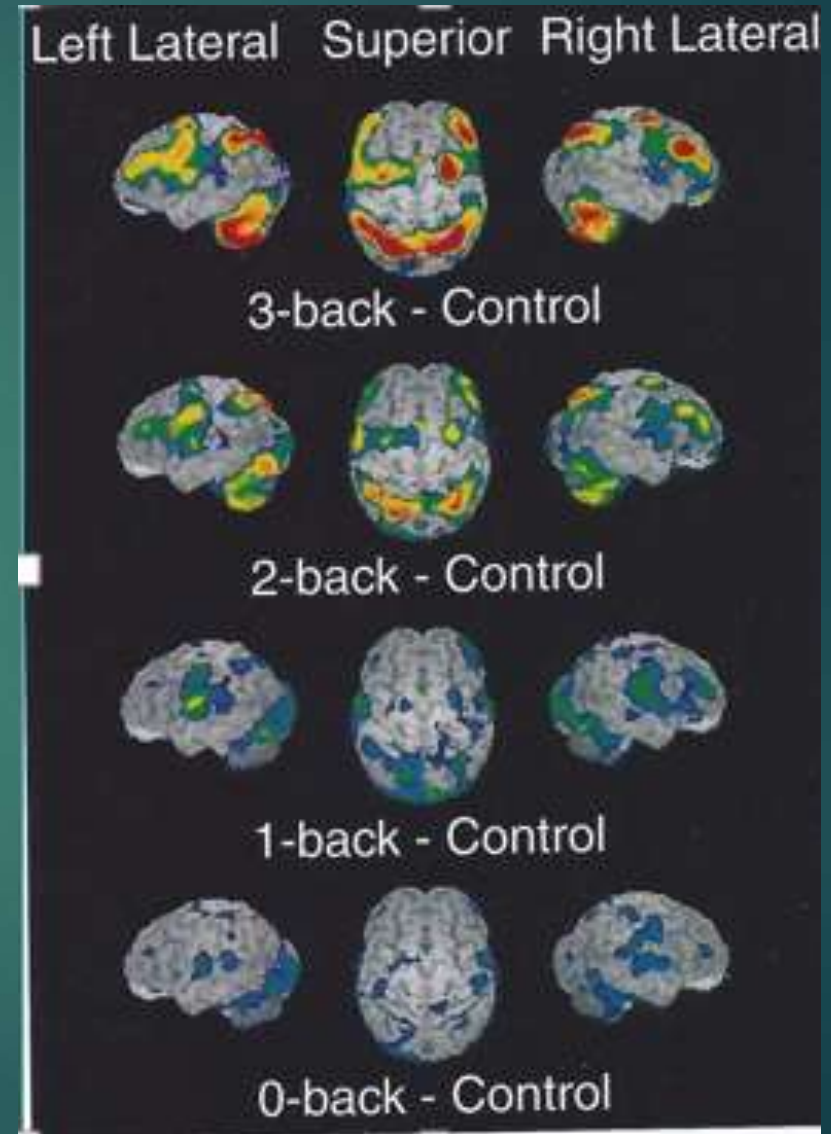 Left Lateral Superior Right Lateral
3-back - Control
2-back - Control
1-back - Control
0-back - Control